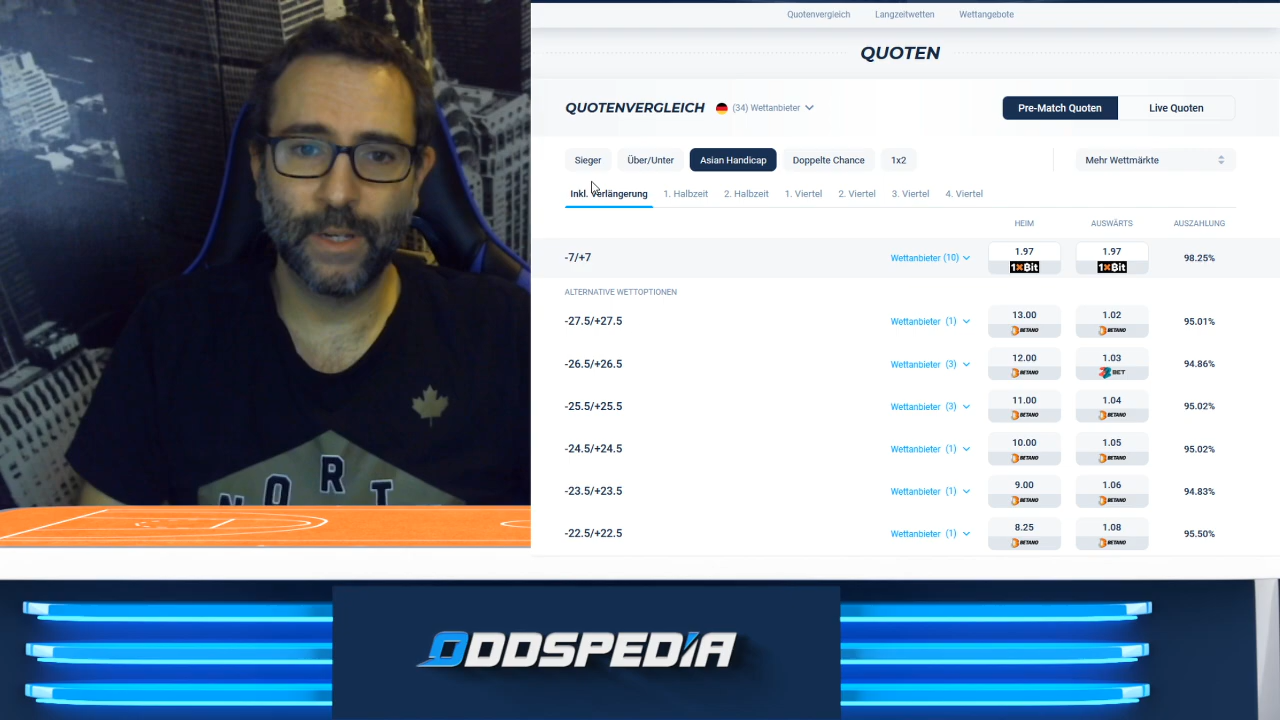 Quotenvergleich Langzeitwetten Wettangebote
QUOTEN
QUOTENVERGLEICH (34) Wettanbieter Pre-Match Quoten Live Quoten
Sieger Über/Unter Asian Handicap Doppelte Chance 1x2 Mehr Wettmärkte
Inkl. Verlängerung 1. Halbzeit 2. Halbzeit 1. Viertel 2. Viertel 3. Viertel 4. Viertel
HEIM AUSWÄRTS AUSZAHLUNG
-7/+7 Wettanbieter (10) 1.97 1.97 98.25%
1XBit 1XBit
ALTERNATIVE WETTOPTIONEN
-27.5/+27.5 Wettanbieter (1) 13.00 1.02 95.01%
BETANO BETANO
-26.5/+26.5 Wettanbieter (3) 12.00 1.03 94.86%
BETANO 22BET
-25.5/+25.5 Wettanbieter (3) 11.00 1.04 95.02%
BETANO BETANO
-24.5/+24.5 Wettanbieter (1) 10.00 1.05 95.02%
BETANO BETANO
-23.5/+23.5 Wettanbieter (1) 9.00 1.06 94.83%
BETANO BETANO
-22.5/+22.5 Wettanbieter (1) 8.25 1.08 95.50%
BETANO BETANO
NORT
ODDSPEDIA